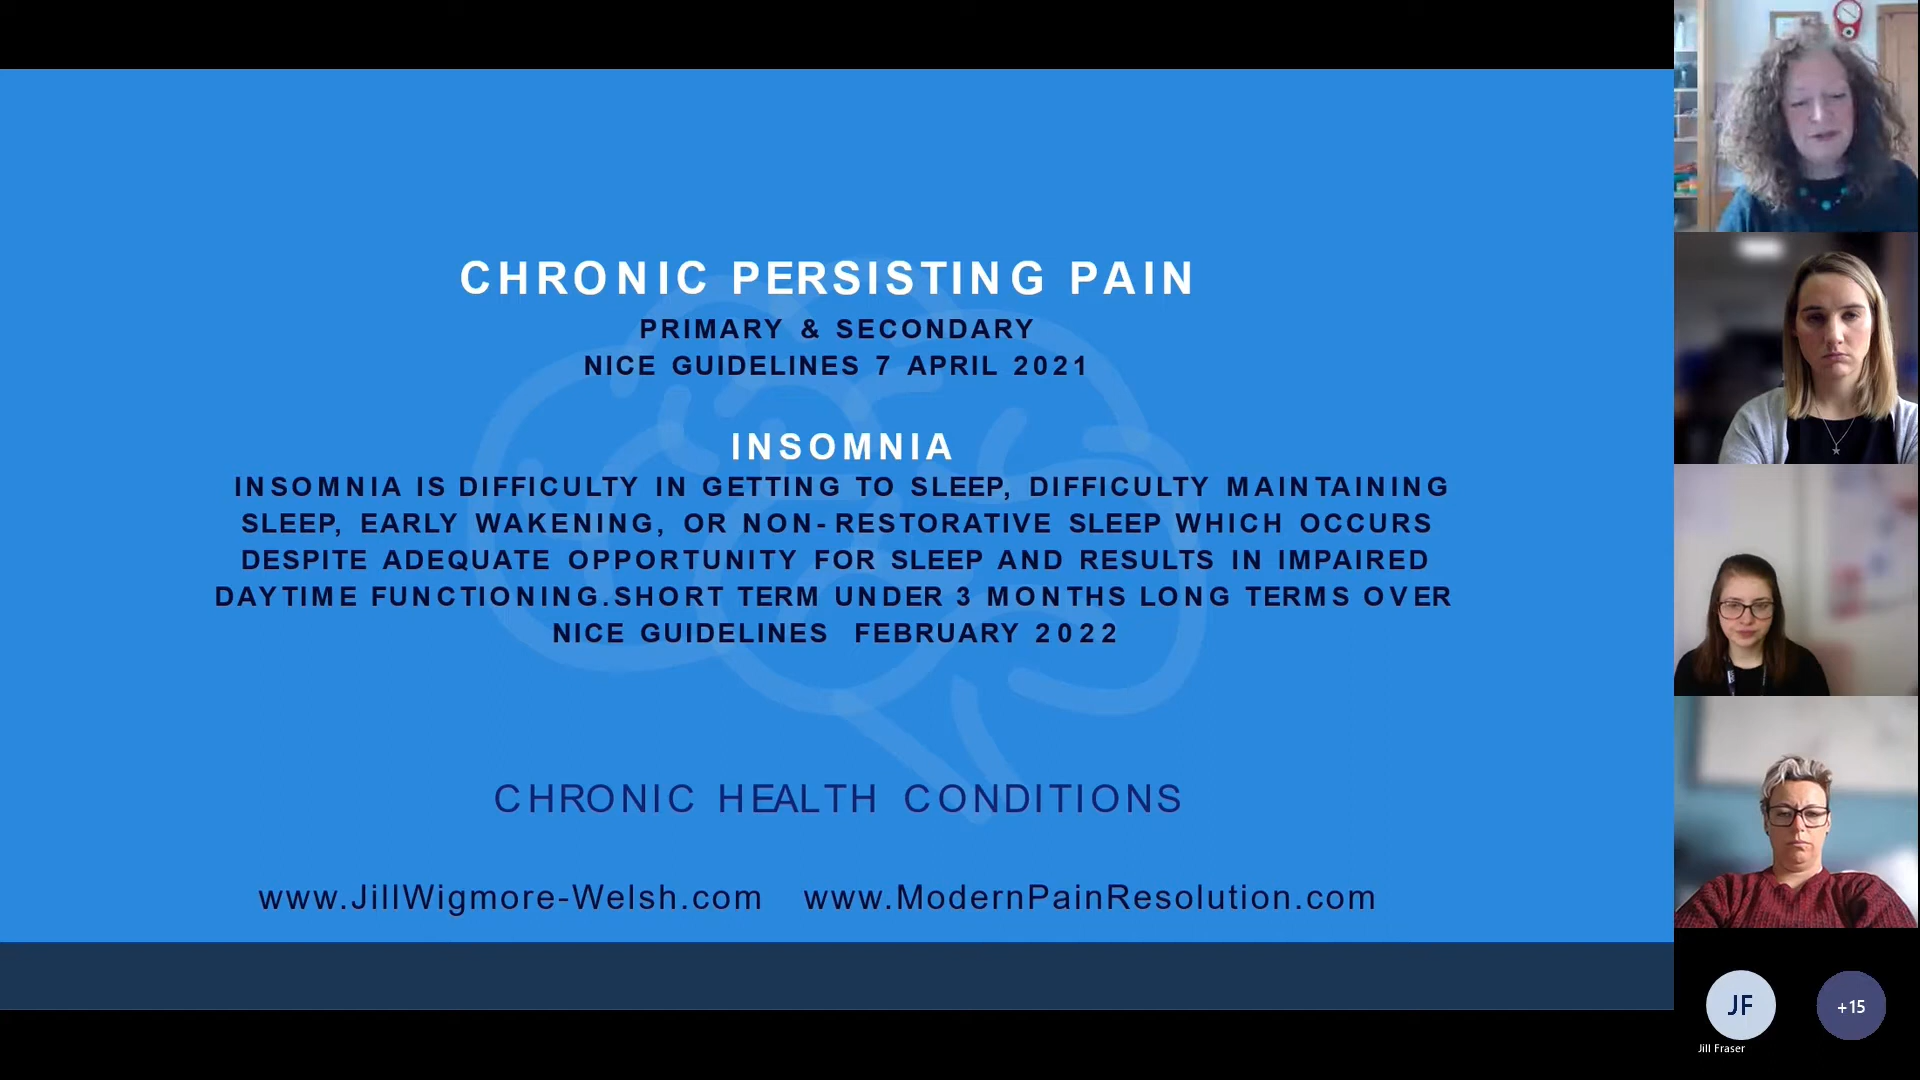 CHRONIC PERSISTING PAIN
PRIMARY & SECONDARY
NICE GUIDELINES 7 APRIL 2021
INSOMNIA
INSOMNIA IS DIFFICULTY IN GETTING TO SLEEP, DIFFICULTY MAINTAINING
SLEEP, EARLY WAKENING, OR NON-RESTORATIVE SLEEP WHICH OCCURS
DESPITE ADEQUATE OPPORTUNITY FOR SLEEP AND RESULTS IN IMPAIRED
DAYTIME FUNCTIONING.SHORT TERM UNDER 3 MONTHS LONG TERMS OVER
NICE GUIDELINES FEBRUARY 2022
CHRONIC HEALTH CONDITIONS
www.JillWigmore-Welsh.com www.ModernPainResolution.com
JF
+15
Jill Fraser